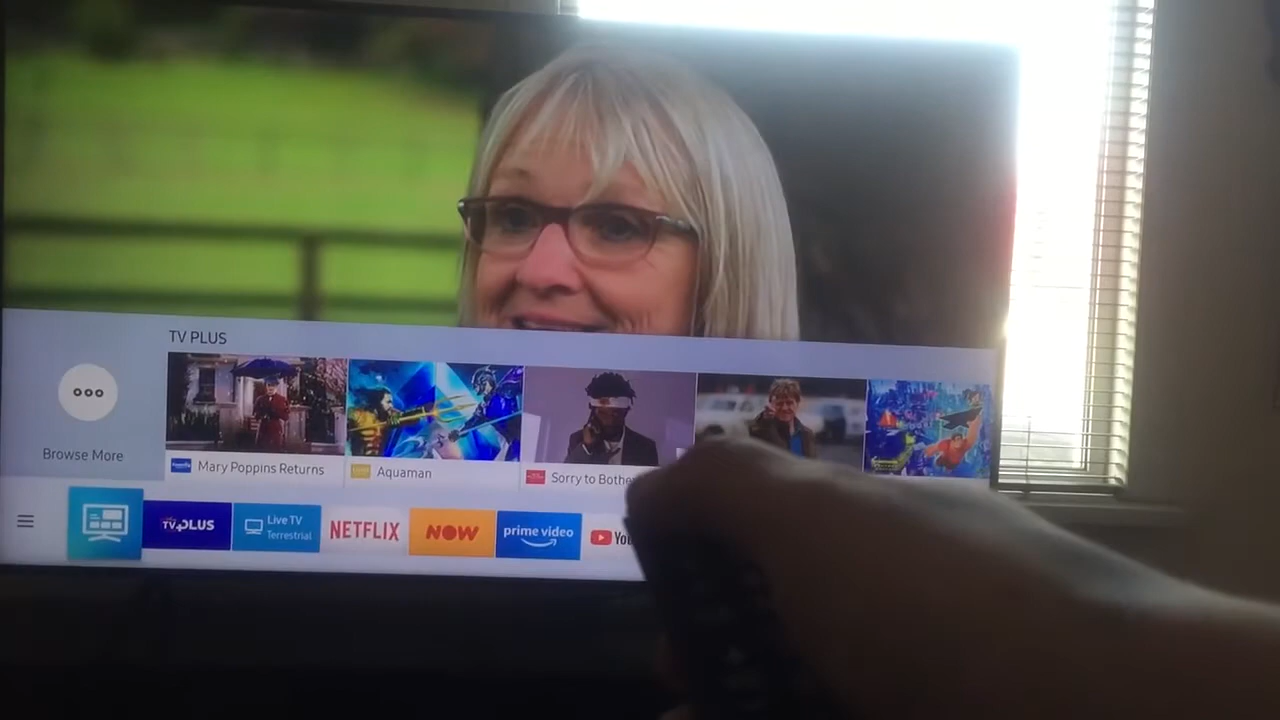 TV PLUS
Browse More
Mary Poppins Returns
Aquaman
Sorry to Bothe
TV PLUS
Live TV
Terrestrial
NETFLIX
NOW
prime video
You